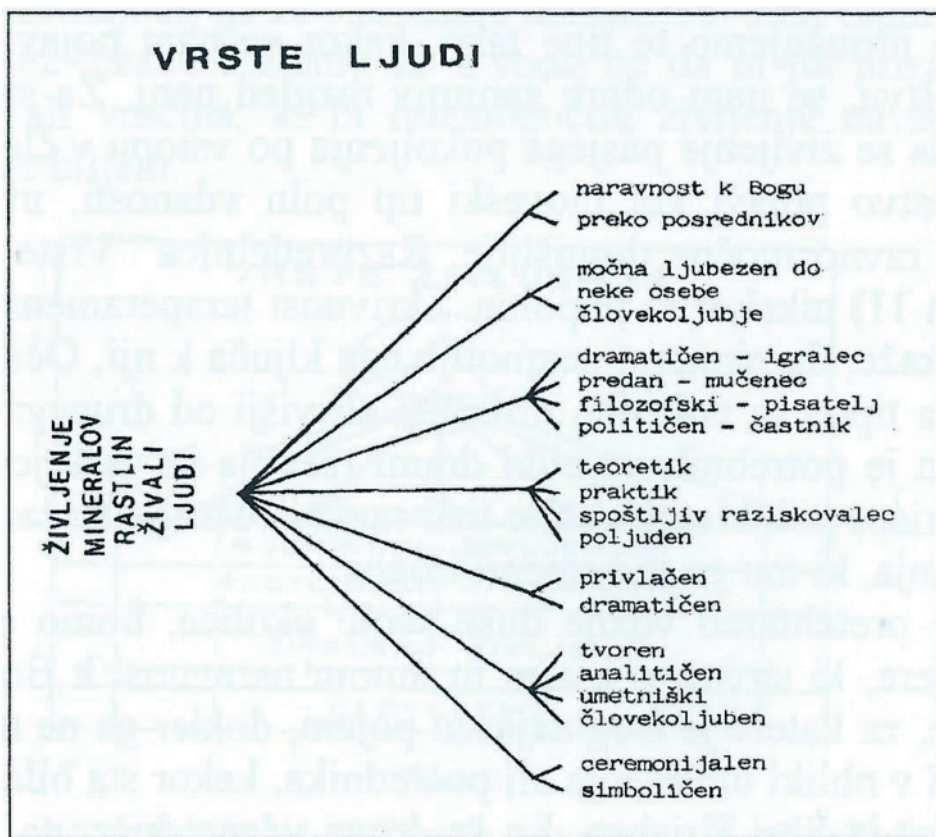 VRSTE LJUDI
naravnost k Bogu
preko posrednikov
močna ljubezen do
neke osebe
človekoljubje
dramatičen - igralec
predan - mučenec
filozofski - pisatelj
političen - častnik
ŽIVLJENJE
MINERALOV
RASTLIN
ŽIVALI
LJUDI
teoretik
praktik
spoštljiv raziskovalec
poljuden
privlačen
dramatičen
tvoren
analitičen
umetniški
človekoljuben
ceremonijalen
simboličen